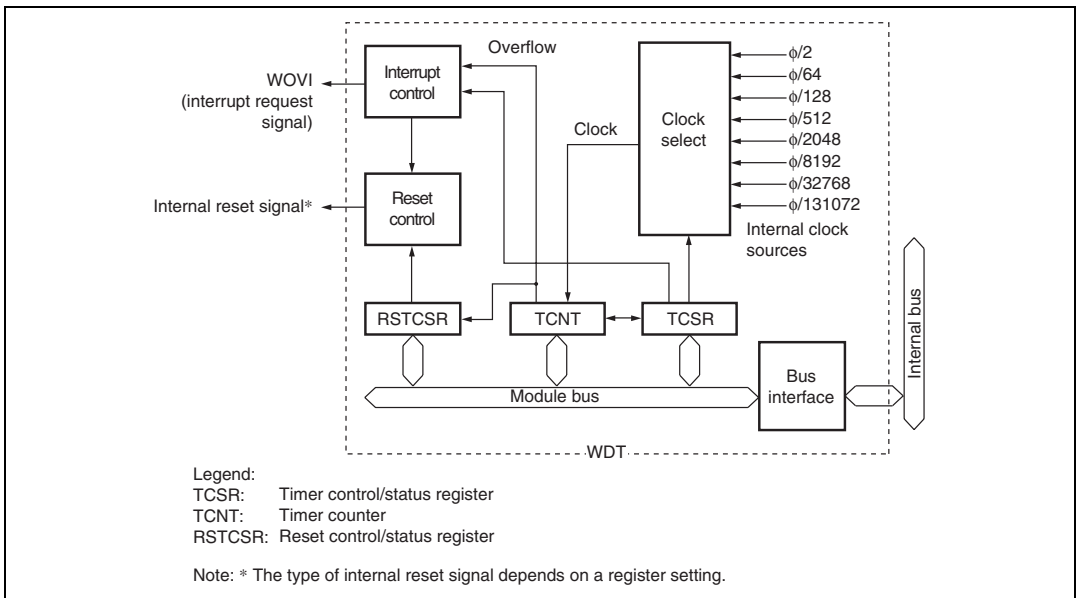 Overflow
Interrupt
control
WOVI
(interrupt request
signal)
Clock
Clock
select
ϕ/2
ϕ/64
ϕ/128
ϕ/512
ϕ/2048
ϕ/8192
ϕ/32768
ϕ/131072
Internal clock
sources
Internal reset signal*
Reset
control
RSTCSR
TCNT
TCSR
Module bus
Bus
interface
Internal bus
WDT
Legend:
TCSR: Timer control/status register
TCNT: Timer counter
RSTCSR: Reset control/status register
Note: * The type of internal reset signal depends on a register setting.